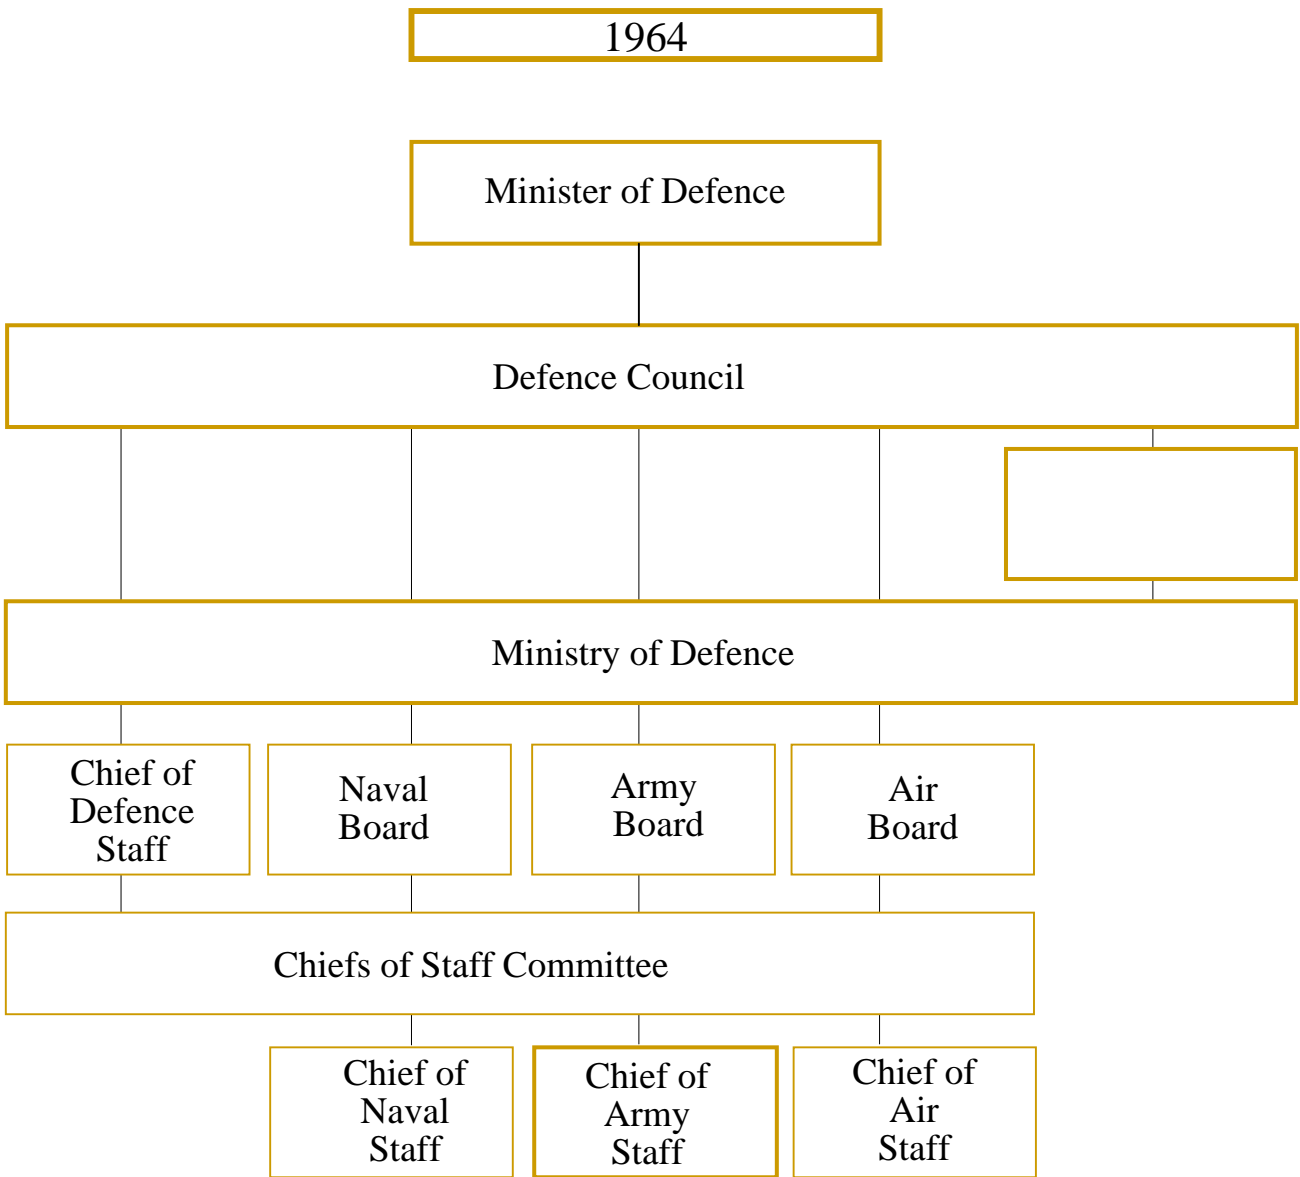 1964
Minister of Defence
Defence Council
Ministry of Defence
Chief of
Defence
Staff
Naval
Board
Army
Board
Air
Board
Chiefs of Staff Committee
Chief of
Naval
Staff
Chief of
Army
Staff
Chief of
Air
Staff